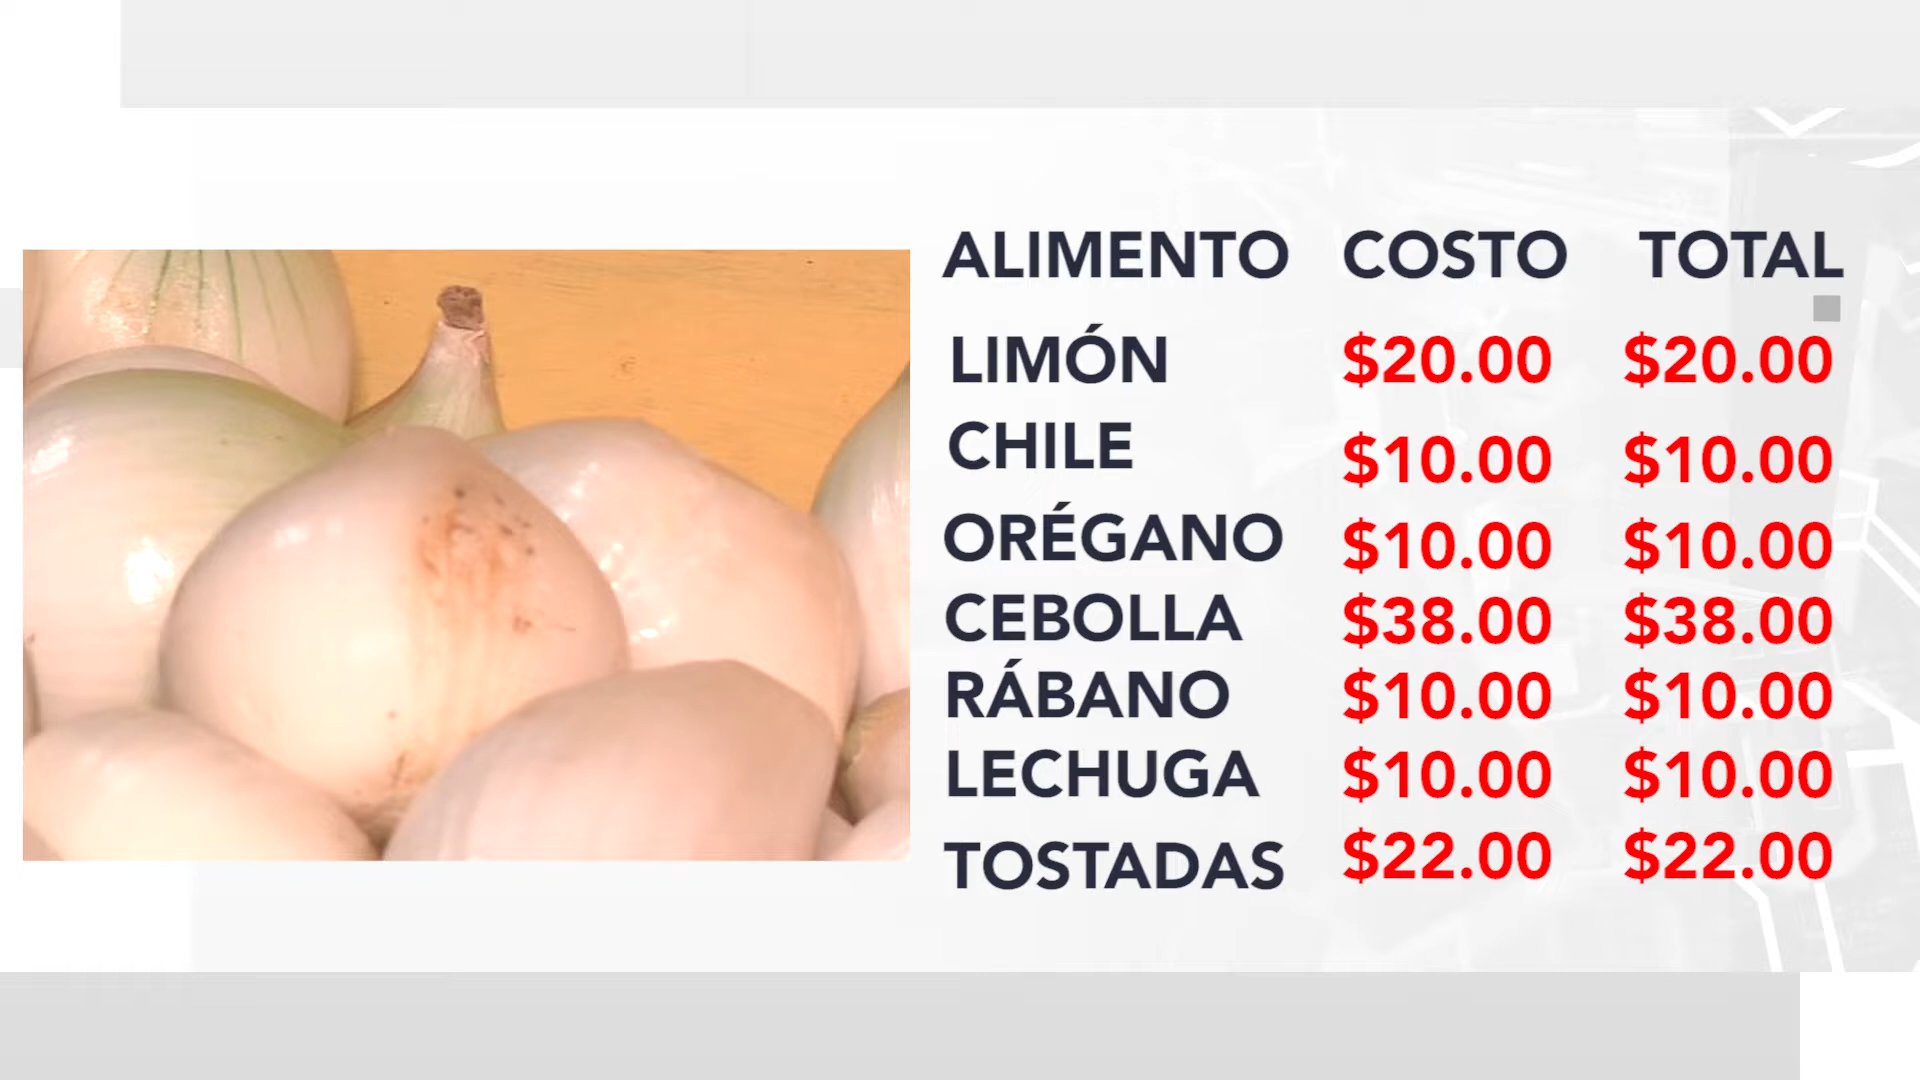 ALIMENTO COSTO TOTAL
LIMÓN $20.00 $20.00
CHILE $10.00 $10.00
ORÉGANO $10.00 $10.00
CEBOLLA $38.00 $38.00
RÁBANO $10.00 $10.00
LECHUGA $10.00 $10.00
TOSTADAS $22.00 $22.00